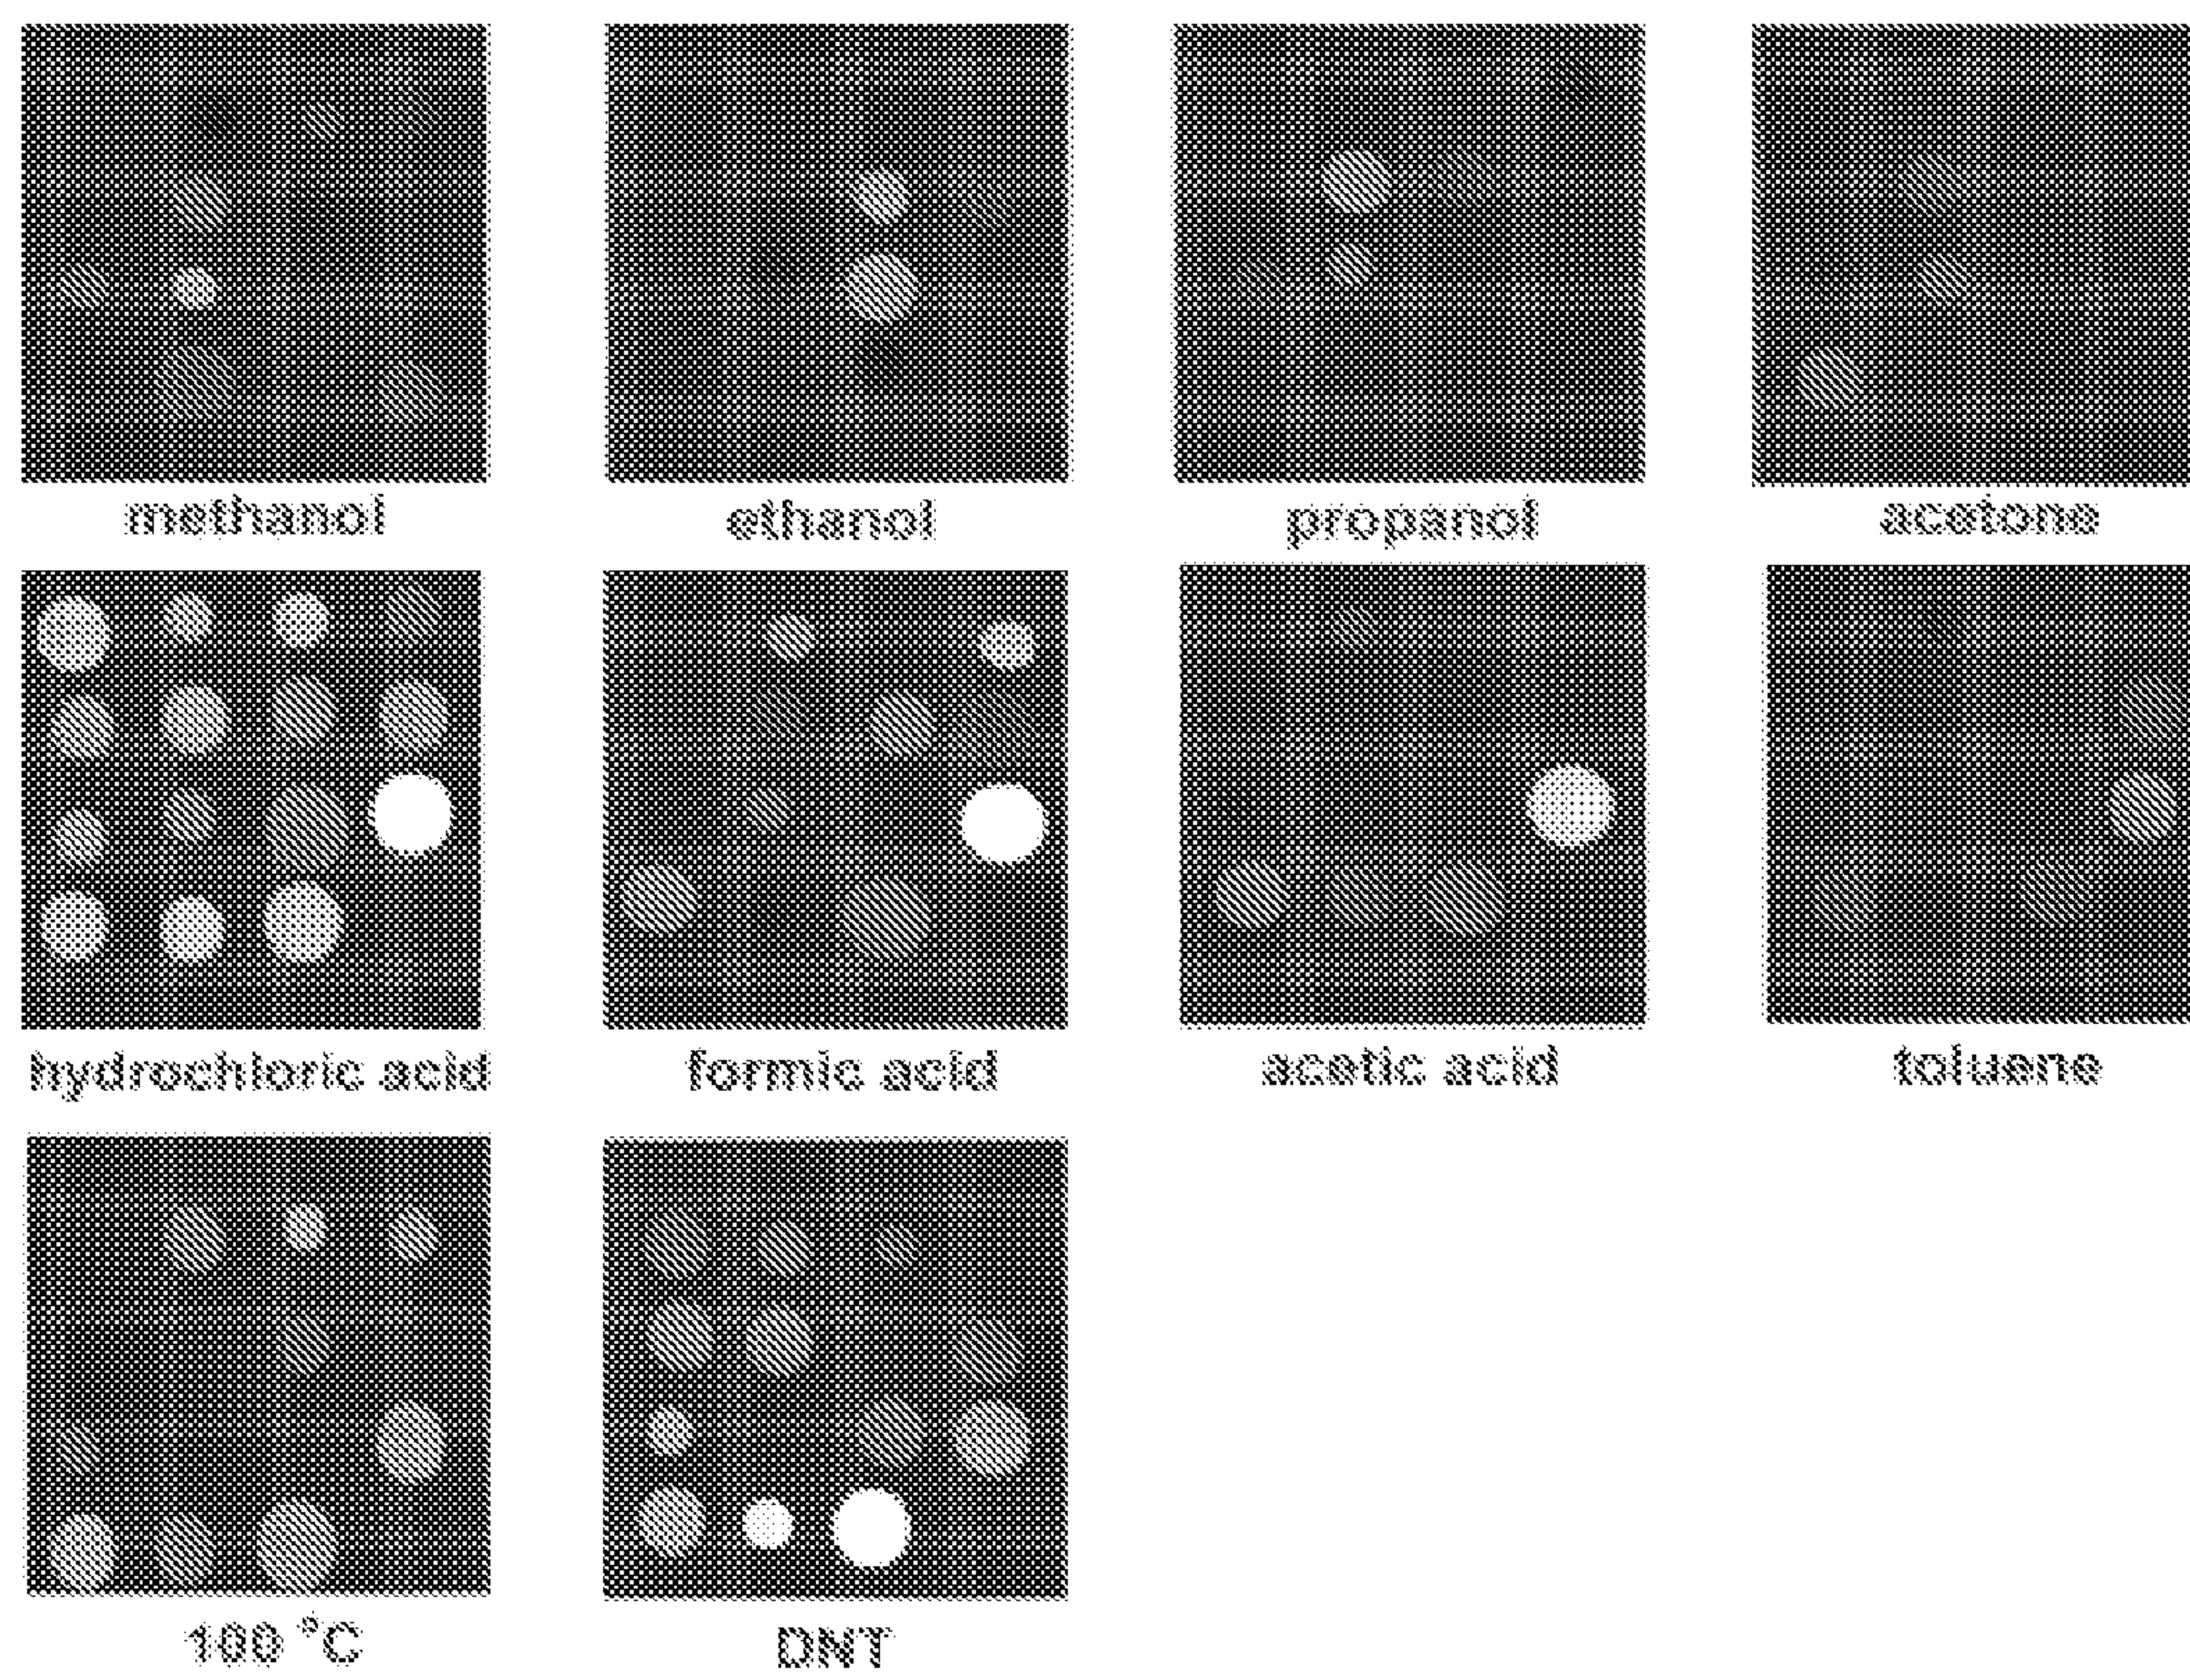 methanol ethanol propanol acetone
hydrochloric acid formic acid acetic acid toluene
100 °C DNT